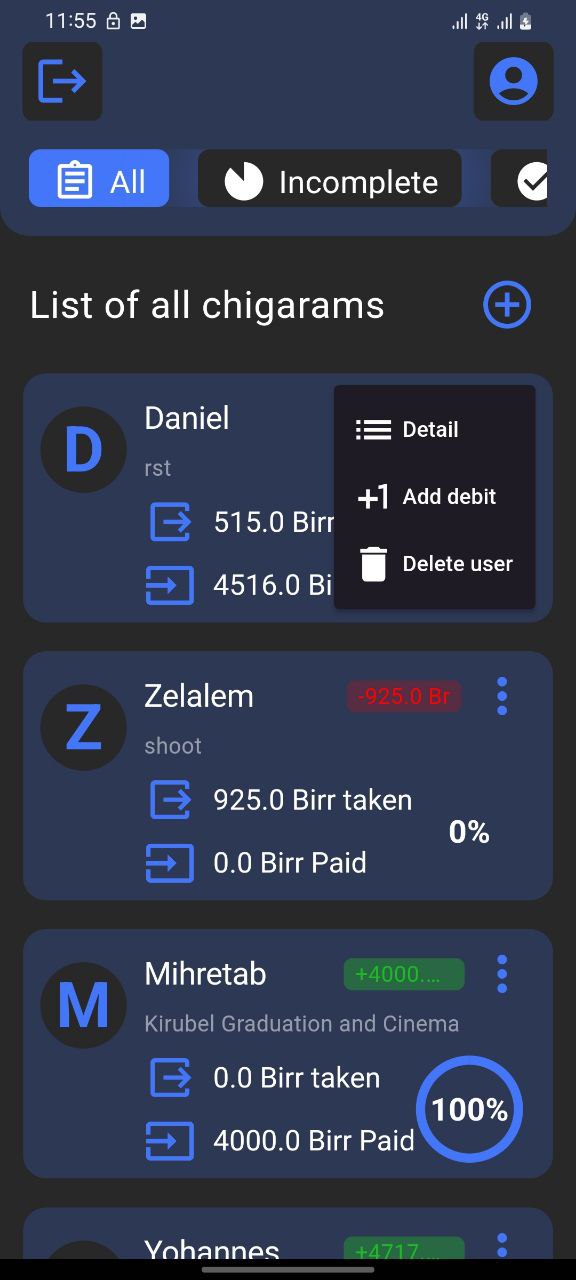 11:55 4G
All Incomplete
List of all chigarams
D Daniel
rst
515.0 Birr
4516.0 Bi
Detail
+1 Add debit
Delete user
Z Zelalem -925.0 Br
shoot
925.0 Birr taken
0%
0.0 Birr Paid
M Mihretab +4000....
Kirubel Graduation and Cinema
0.0 Birr taken
100%
4000.0 Birr Paid
Yohannes +4717....